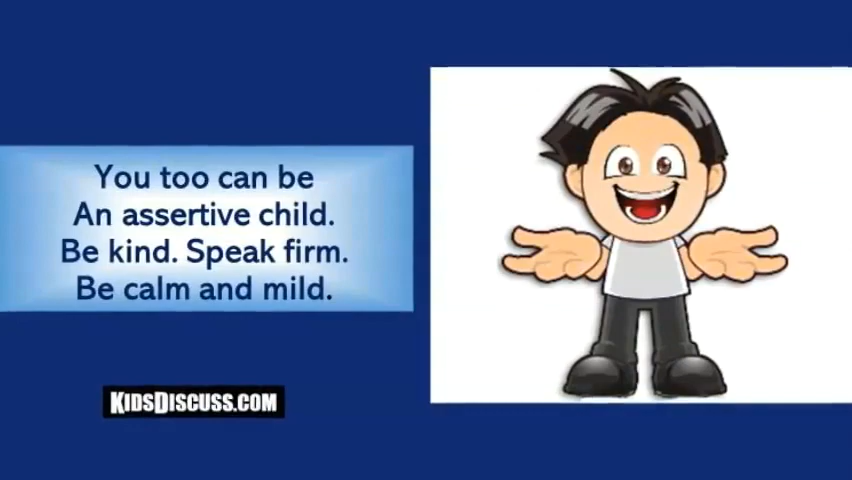 You too can be
An assertive child.
Be kind. Speak firm.
Be calm and mild.
KIDSDISCUSS.COM